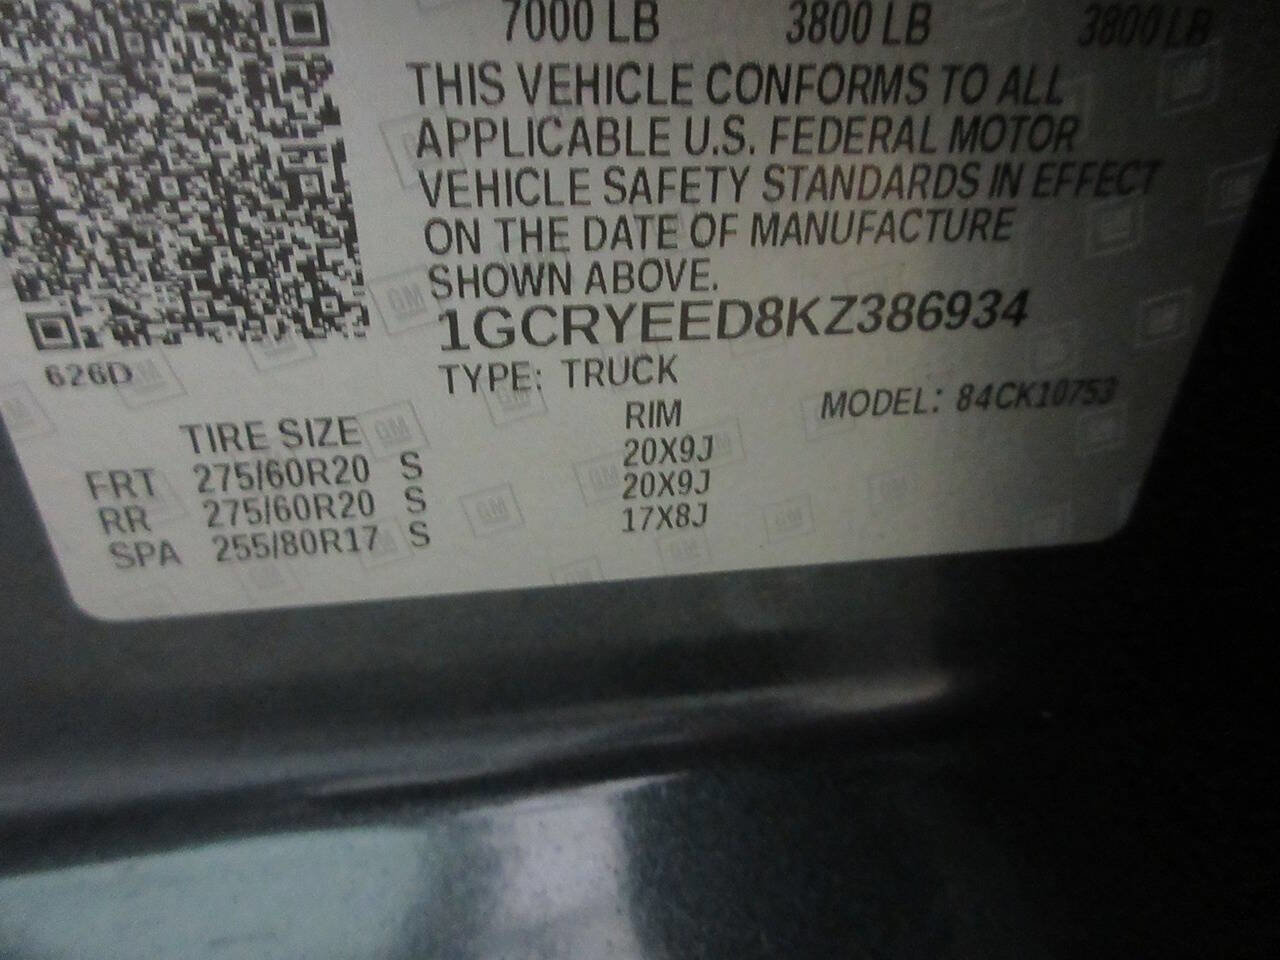 7000 LB 3800 LB 3800 LB
THIS VEHICLE CONFORMS TO ALL
APPLICABLE U.S. FEDERAL MOTOR
VEHICLE SAFETY STANDARDS IN EFFECT
ON THE DATE OF MANUFACTURE
SHOWN ABOVE.
1GCRYEED8KZ386934
626D
TYPE: TRUCK
MODEL: 84CK10753
TIRE SIZE RIM
FRT 275/60R20 S 20X9J
RR 275/60R20 S 20X9J
SPA 255/80R17 S 17X8J